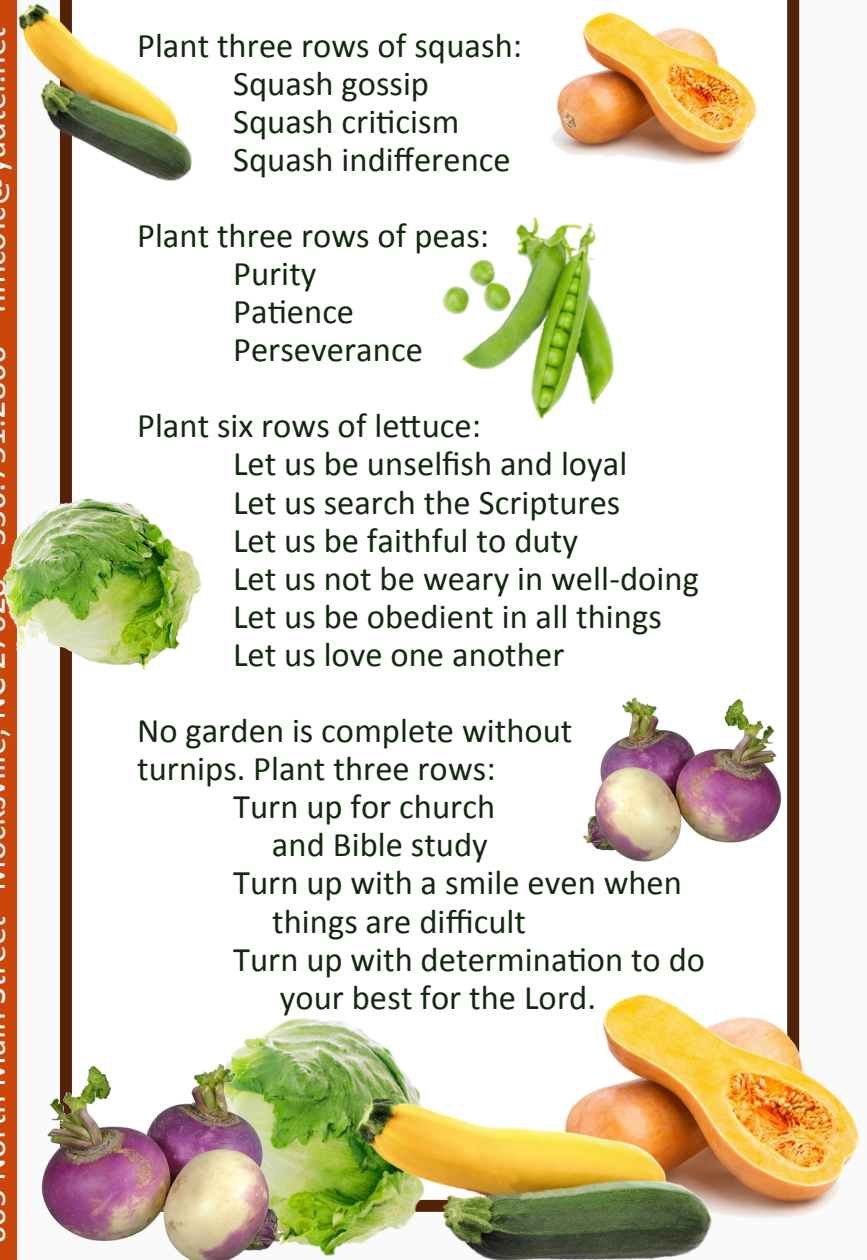 Plant three rows of squash:
Squash gossip
Squash criticism
Squash indifference
Plant three rows of peas:
Purity
Patience
Perseverance
Plant six rows of lettuce:
Let us be unselfish and loyal
Let us search the Scriptures
Let us be faithful to duty
Let us not be weary in well-doing
Let us be obedient in all things
Let us love one another
No garden is complete without
turnips. Plant three rows:
Turn up for church
and Bible study
Turn up with a smile even when
things are difficult
Turn up with determination to do
your best for the Lord.
North Main Street Mocksville, NC